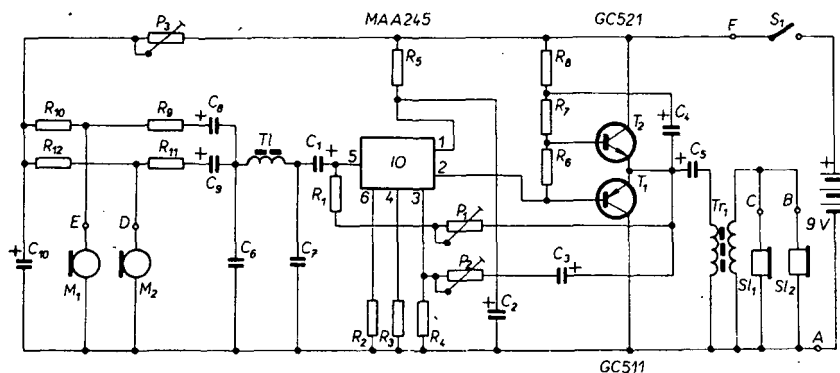 MAA245
GC521
P3
F
S1
R5
R8
R10
R9
C8
R7
T2
C4
R12
R11
C9
Tl
C1
5
IO
1
2
R6
T1
C5
R1
6
4
3
P1
Tr1
C
B
9 V
E
D
C10
M1
M2
C6
C7
P2
C3
C2
Sl1
Sl2
R2
R3
R4
A
GC511